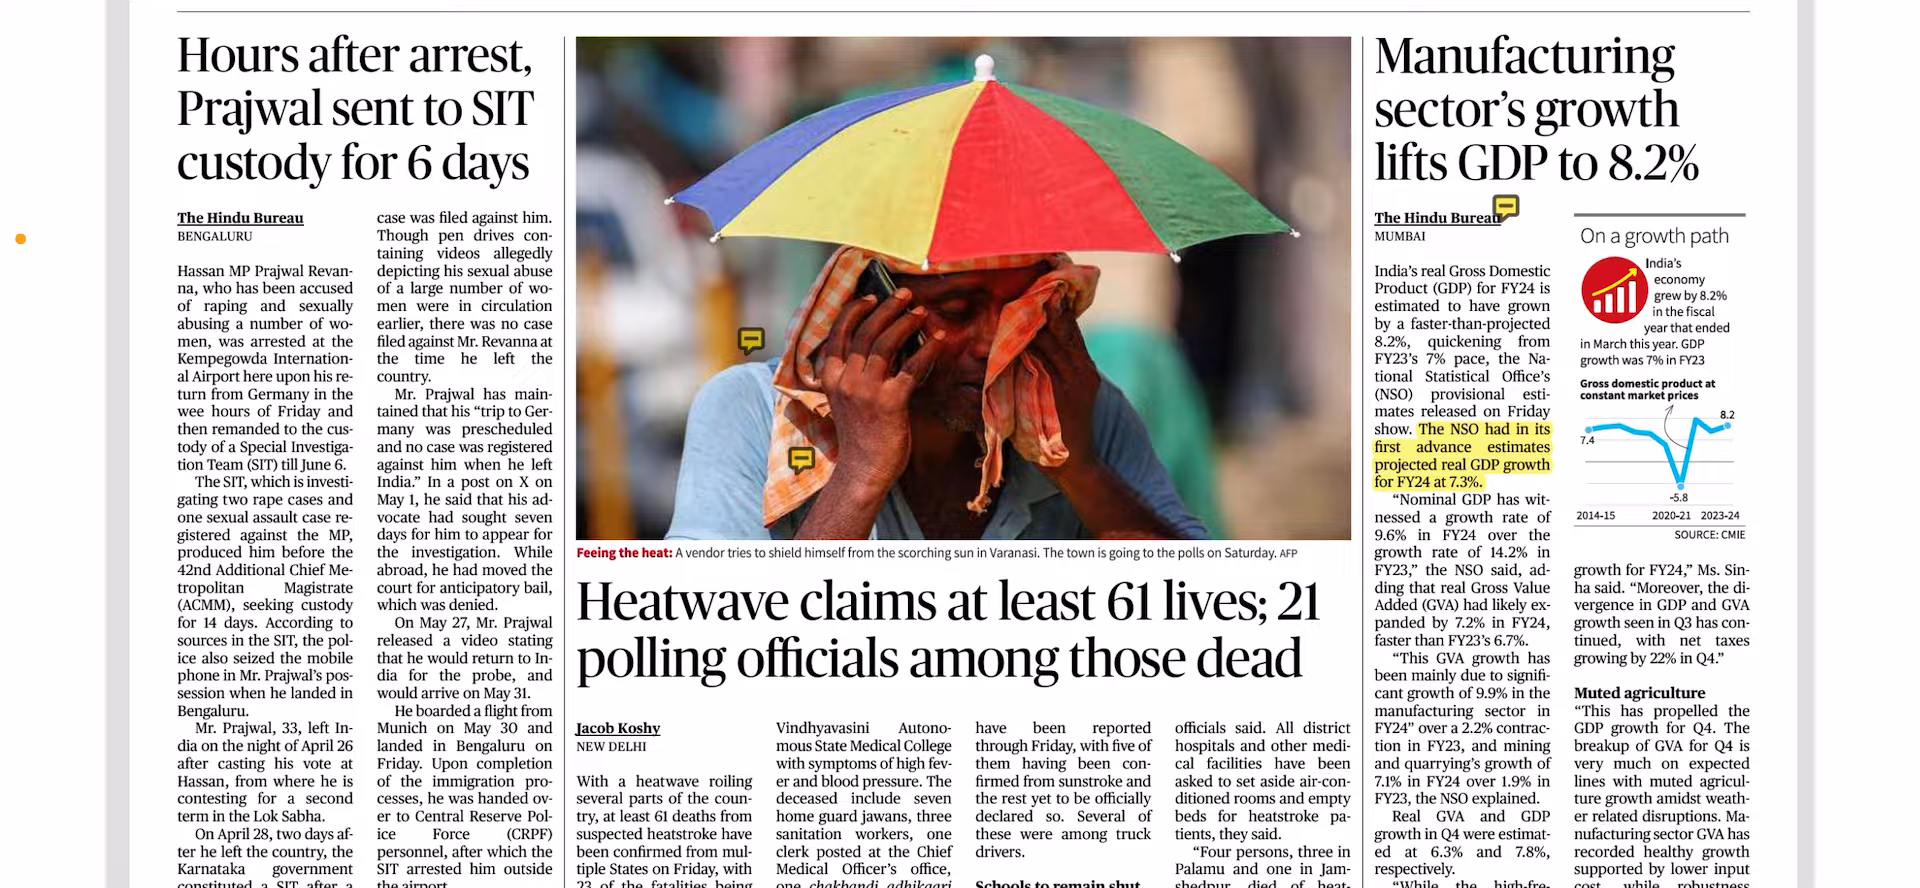 Hours after arrest,
Prajwal sent to SIT
custody for 6 days
The Hindu Bureau
BENGALURU
Hassan MP Prajwal Revan-
na, who has been accused
of raping and sexually
abusing a number of wo-
men, was arrested at the
Kempegowda Internation-
al Airport here upon his re-
turn from Germany in the
wee hours of Friday and
then remanded to the cus-
tody of a Special Investiga-
tion Team (SIT) till June 6.
The SIT, which is investi-
gating two rape cases and
one sexual assault case re-
gistered against the MP,
produced him before the
42nd Additional Chief Me-
tropolitan Magistrate
(ACMM), seeking custody
for 14 days. According to
sources in the SIT, the pol-
ice also seized the mobile
phone in Mr. Prajwal's pos-
session when he landed in
Bengaluru.
Mr. Prajwal, 33, left In-
dia on the night of April 26
after casting his vote at
Hassan, from where he is
contesting for a second
term in the Lok Sabha.
On April 28, two days af-
ter he left the country, the
Karnataka government
constituted a SIT after a
case was filed against him.
Though pen drives con-
taining videos allegedly
depicting his sexual abuse
of a large number of wo-
men were in circulation
earlier, there was no case
filed against Mr. Revanna at
the time he left the
country.
Mr. Prajwal has main-
tained that his “trip to Ger-
many was prescheduled
and no case was registered
against him when he left
India.” In a post on X on
May 1, he said that his ad-
vocate had sought seven
days for him to appear for
the investigation. While
abroad, he had moved the
court for anticipatory bail,
which was denied.
On May 27, Mr. Prajwal
released a video stating
that he would return to In-
dia for the probe, and
would arrive on May 31.
He boarded a flight from
Munich on May 30 and
landed in Bengaluru on
Friday. Upon completion
of the immigration pro-
cesses, he was handed ov-
er to Central Reserve Pol-
ice Force (CRPF)
personnel, after which the
SIT arrested him outside
the airport.
Feeing the heat: A vendor tries to shield himself from the scorching sun in Varanasi. The town is going to the polls on Saturday. AFP
Heatwave claims at least 61 lives; 21
polling officials among those dead
Jacob Koshy
NEW DELHI
With a heatwave roiling
several parts of the coun-
try, at least 61 deaths from
suspected heatstroke have
been confirmed from mul-
tiple States on Friday, with
23 of the fatalities being
Vindhyavasini Autono-
mous State Medical College
with symptoms of high fev-
er and blood pressure. The
deceased include seven
home guard jawans, three
sanitation workers, one
clerk posted at the Chief
Medical Officer's office,
one chakbandi adhikaari
have been reported
through Friday, with five of
them having been con-
firmed from sunstroke and
the rest yet to be officially
declared so. Several of
these were among truck
drivers.
Schools to remain shut
officials said. All district
hospitals and other medi-
cal facilities have been
asked to set aside air-con-
ditioned rooms and empty
beds for heatstroke pa-
tients, they said.
“Four persons, three in
Palamu and one in Jam-
shedpur, died of heat-
Manufacturing
sector's growth
lifts GDP to 8.2%
The Hindu Bureau
MUMBAI
India's real Gross Domestic
Product (GDP) for FY24 is
estimated to have grown
by a faster-than-projected
8.2%, quickening from
FY23's 7% pace, the Na-
tional Statistical Office's
(NSO) provisional esti-
mates released on Friday
show. The NSO had in its
first advance estimates
projected real GDP growth
for FY24 at 7.3%.
“Nominal GDP has wit-
nessed a growth rate of
9.6% in FY24 over the
growth rate of 14.2% in
FY23,” the NSO said, ad-
ding that real Gross Value
Added (GVA) had likely ex-
panded by 7.2% in FY24,
faster than FY23's 6.7%.
“This GVA growth has
been mainly due to signifi-
cant growth of 9.9% in the
manufacturing sector in
FY24” over a 2.2% contrac-
tion in FY23, and mining
and quarrying's growth of
7.1% in FY24 over 1.9% in
FY23, the NSO explained.
Real GVA and GDP
growth in Q4 were estimat-
ed at 6.3% and 7.8%,
respectively.
“While the high-fre-
On a growth path
India's
economy
grew by 8.2%
in the fiscal
year that ended
in March this year. GDP
growth was 7% in FY23
Gross domestic product at
constant market prices
8.2
7.4
-5.8
2014-15 2020-21 2023-24
SOURCE: CMIE
growth for FY24,” Ms. Sin-
ha said. “Moreover, the di-
vergence in GDP and GVA
growth seen in Q3 has con-
tinued, with net taxes
growing by 22% in Q4.”
Muted agriculture
“This has propelled the
GDP growth for Q4. The
breakup of GVA for Q4 is
very much on expected
lines with muted agricul-
ture growth amidst weath-
er related disruptions. Ma-
nufacturing sector GVA has
recorded healthy growth
supported by lower input
cost, while robustness